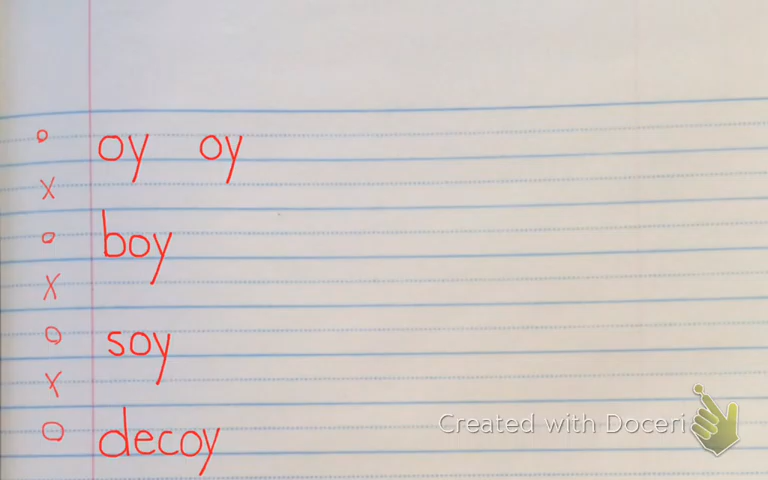 o oy oy
x
o boy
x
o soy
x
o decoy
Created with Doceri